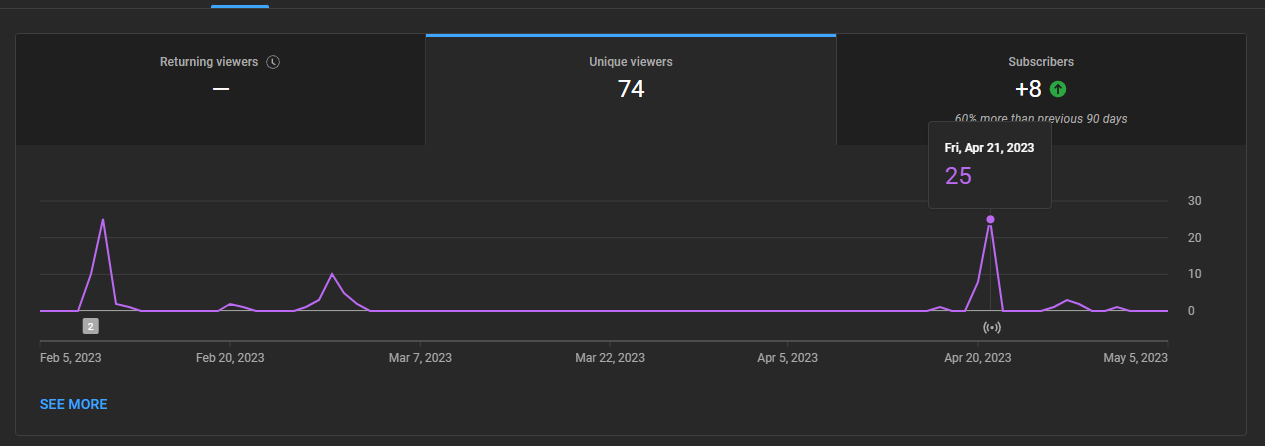 Returning viewers
—
Unique viewers
74
Subscribers
+8
60% more than previous 90 days
Fri, Apr 21, 2023
25
30
20
10
0
2
Feb 5, 2023
Feb 20, 2023
Mar 7, 2023
Mar 22, 2023
Apr 5, 2023
Apr 20, 2023
May 5, 2023
SEE MORE